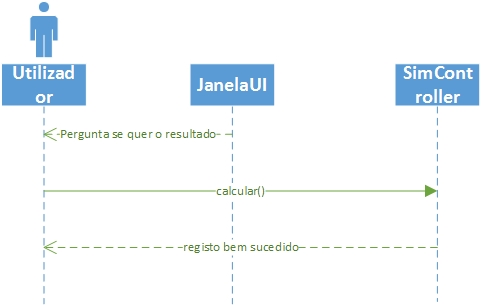 Utilizad
or
JanelaUI
SimCont
roller
Pergunta se quer o resultado
calcular()
registo bem sucedido